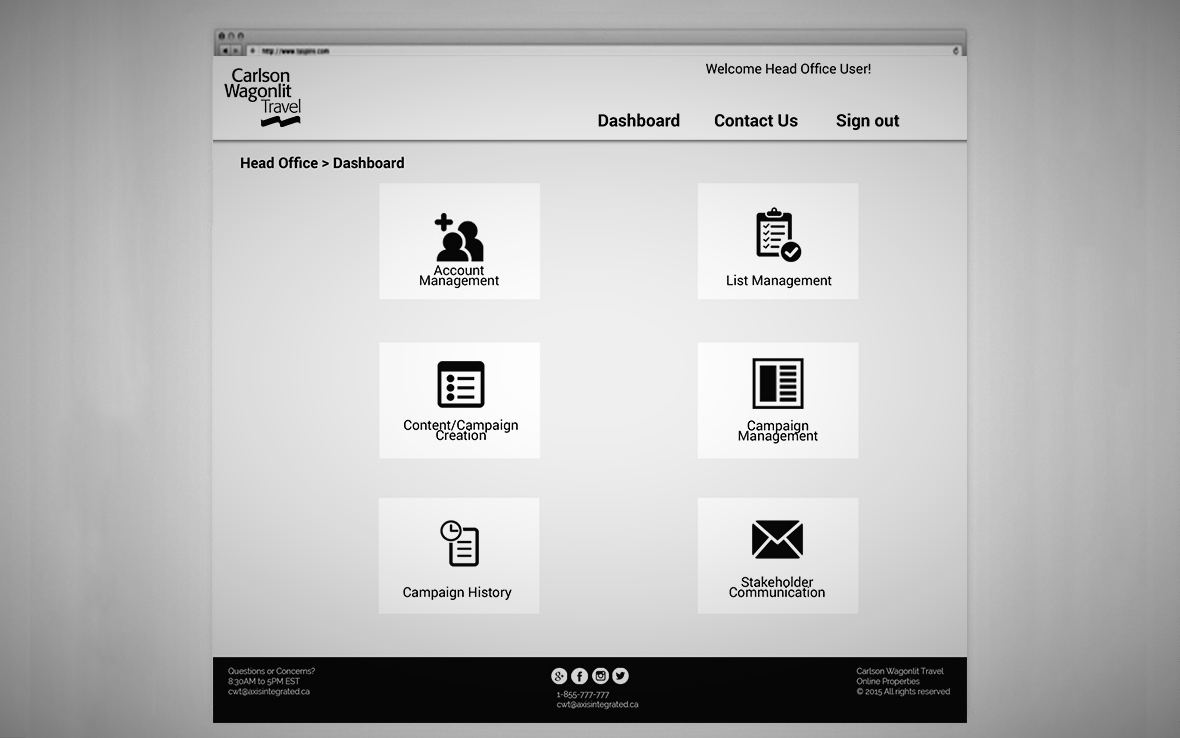 http://www.taspire.com
Carlson
Wagonlit
Travel
Welcome Head Office User!
Dashboard
Contact Us
Sign out
Head Office > Dashboard
Account
Management
List Management
Content/Campaign
Creation
Campaign
Management
Campaign History
Stakeholder
Communication
Questions or Concerns?
8:30AM to 5PM EST
cwt@axisintegrated.ca
1-855-777-777
cwt@axisintegrated.ca
Carlson Wagonlit Travel
Online Properties
© 2015 All rights reserved